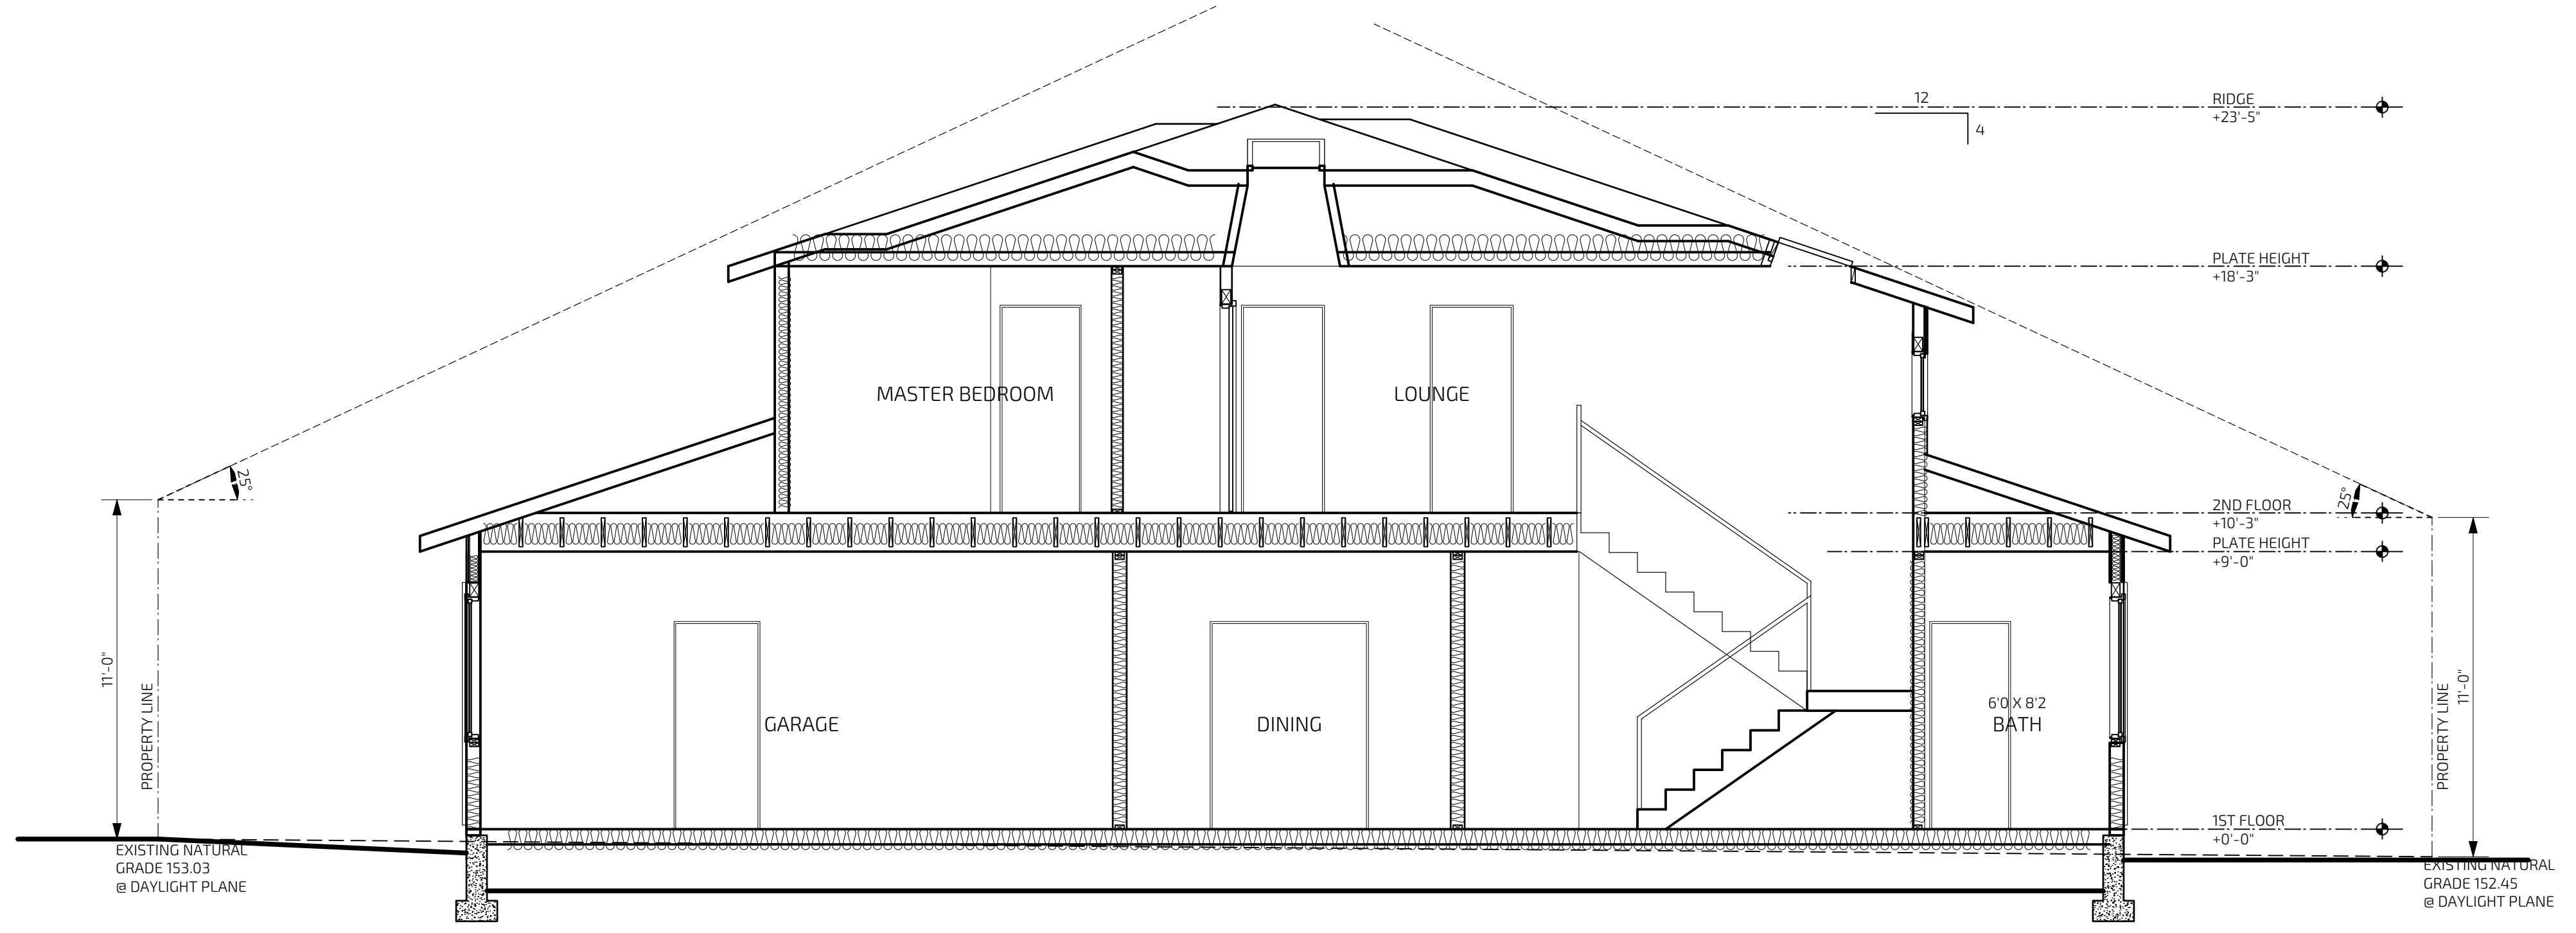 12
4
RIDGE
+23'-5"
PLATE HEIGHT
+18'-3"
MASTER BEDROOM
LOUNGE
25°
25°
2ND FLOOR
+10'-3"
PLATE HEIGHT
+9'-0"
11'-0"
PROPERTY LINE
GARAGE
DINING
6'0 X 8'2
BATH
PROPERTY LINE
11'-0"
1ST FLOOR
+0'-0"
EXISTING NATURAL
GRADE 153.03
@ DAYLIGHT PLANE
EXISTING NATURAL
GRADE 152.45
@ DAYLIGHT PLANE